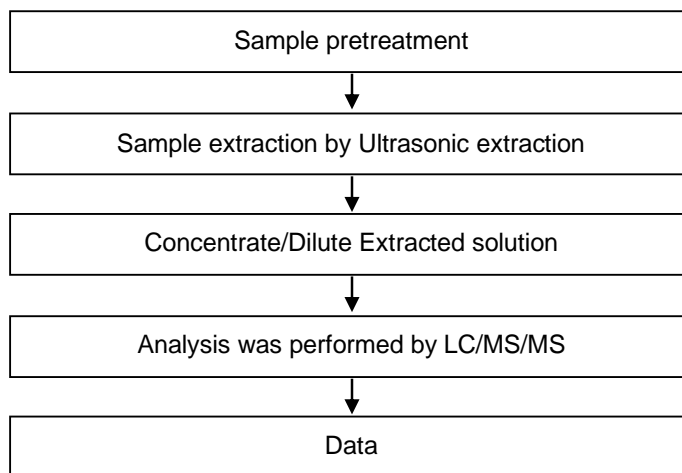 Sample pretreatment
Sample extraction by Ultrasonic extraction
Concentrate/Dilute Extracted solution
Analysis was performed by LC/MS/MS
Data